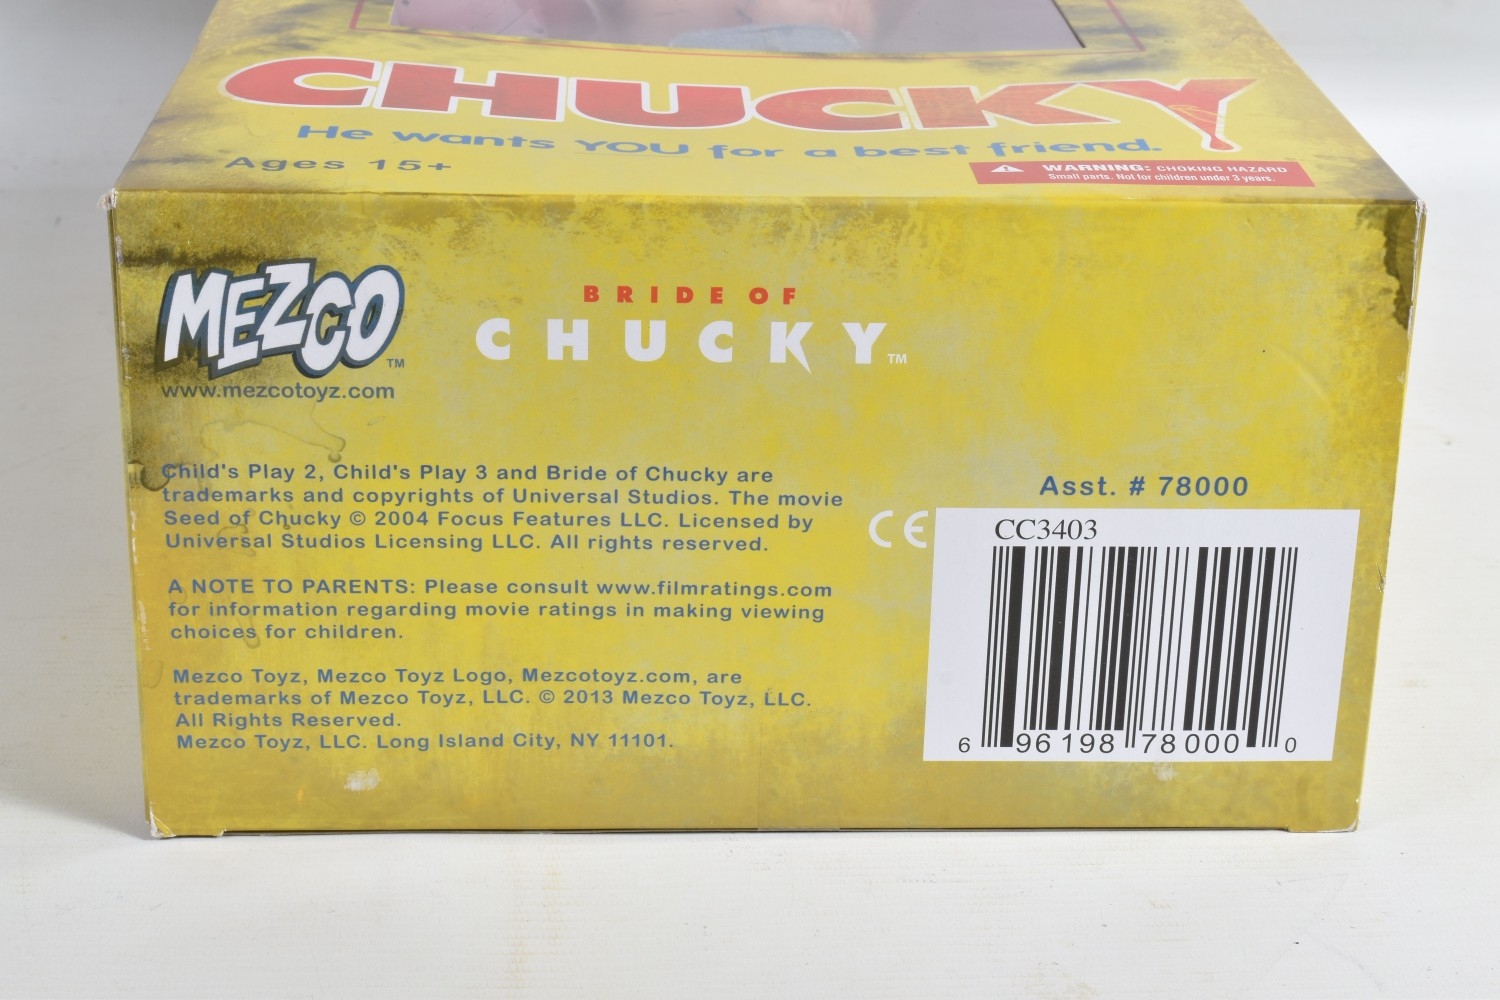 CHUCKY
He wants YOU for a best friend.
Ages 15+
WARNING: CHOKING HAZARD
Small parts. Not for children under 3 years.
MEZCO™
www.mezcotoyz.com
BRIDE OF
CHUCKY™
Child's Play 2, Child's Play 3 and Bride of Chucky are
trademarks and copyrights of Universal Studios. The movie
Seed of Chucky © 2004 Focus Features LLC. Licensed by
Universal Studios Licensing LLC. All rights reserved.
A NOTE TO PARENTS: Please consult www.filmratings.com
for information regarding movie ratings in making viewing
choices for children.
Mezco Toyz, Mezco Toyz Logo, Mezcotoyz.com, are
trademarks of Mezco Toyz, LLC. © 2013 Mezco Toyz, LLC.
All Rights Reserved.
Mezco Toyz, LLC. Long Island City, NY 11101.
Asst. # 78000
CE
CC3403
6 96198 78000 0